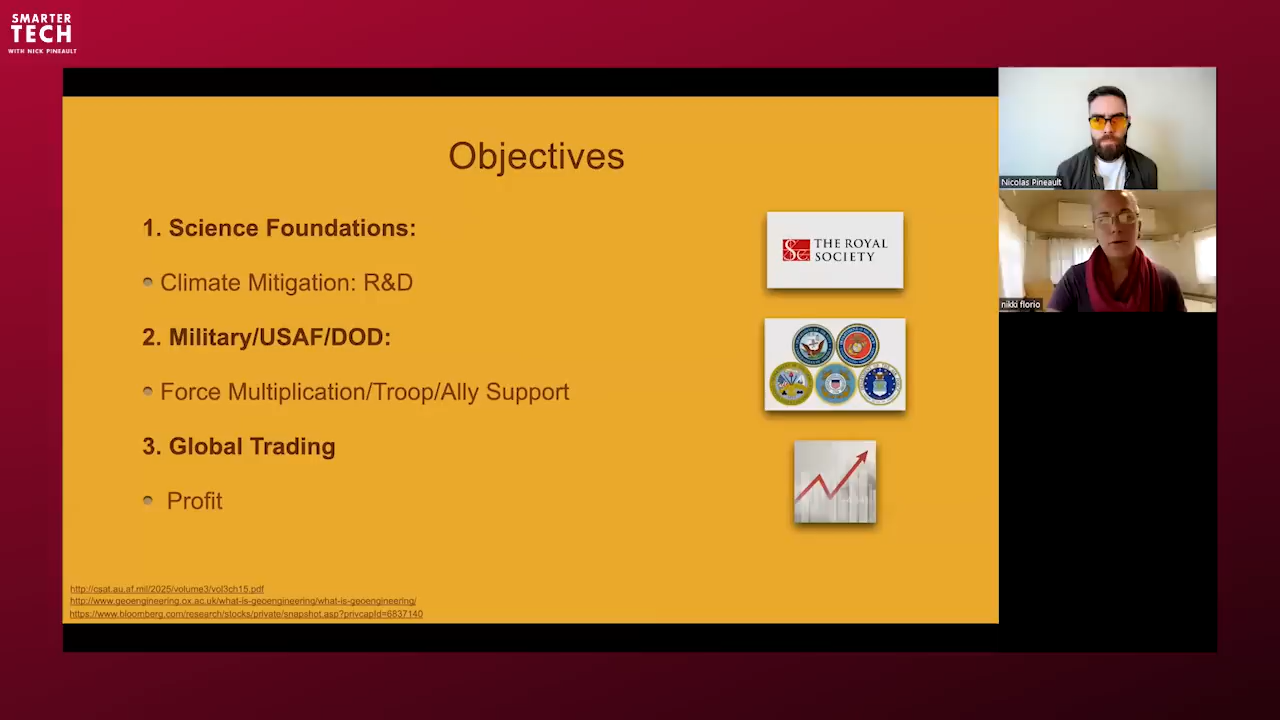 SMARTER
TECH
WITH NICK PINEAULT
Objectives
1. Science Foundations:
Climate Mitigation: R&D
2. Military/USAF/DOD:
Force Multiplication/Troop/Ally Support
3. Global Trading
Profit
THE ROYAL
SOCIETY
http://csat.au.af.mil/2025/volume3/vol3ch15.pdf
http://www.geoengineering.ox.ac.uk/what-is-geoengineering/what-is-geoengineering/
https://www.bloomberg.com/research/stocks/private/snapshot.asp?privcapId=6837140
Nicolas Pineault
nikki florio